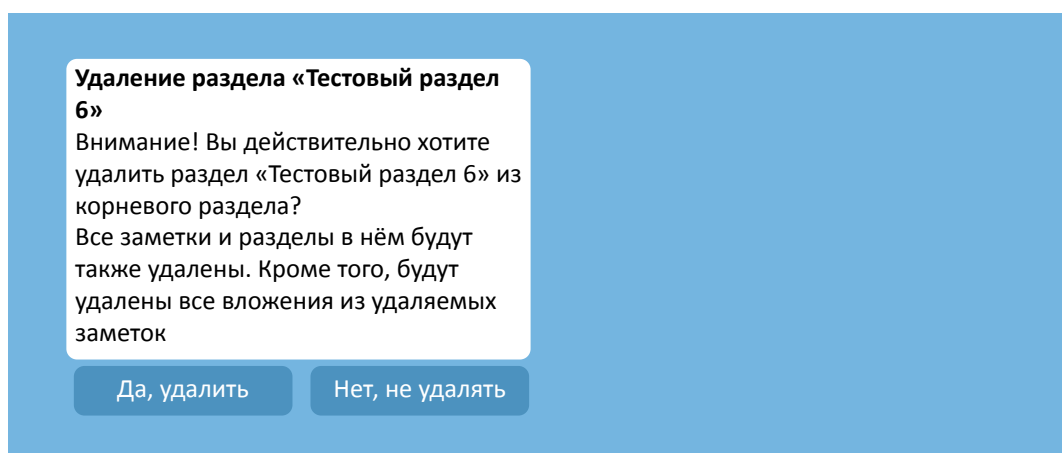 Удаление раздела «Тестовый раздел
6»
Внимание! Вы действительно хотите
удалить раздел «Тестовый раздел 6» из
корневого раздела?
Все заметки и разделы в нём будут
также удалены. Кроме того, будут
удалены все вложения из удаляемых
заметок
Да, удалить
Нет, не удалять